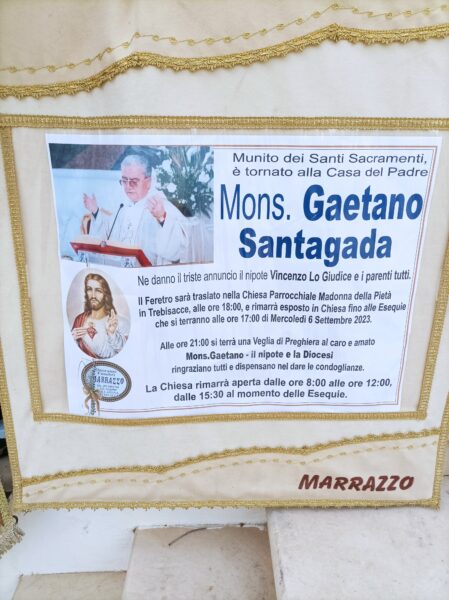 Munito dei Santi Sacramenti,
è tornato alla Casa del Padre
Mons. Gaetano
Santagada
Ne danno il triste annuncio il nipote Vincenzo Lo Giudice e i parenti tutti.
Il Feretro sarà traslato nella Chiesa Parrocchiale Madonna della Pietà
in Trebisacce, alle ore 18:00, e rimarrà esposto in Chiesa fino alle Esequie
che si terranno alle ore 17:00 di Mercoledì 6 Settembre 2023.
Alle ore 21:00 si terrà una Veglia di Preghiera al caro e amato
Mons.Gaetano - il nipote e la Diocesi
ringraziano tutti e dispensano nel dare le condoglianze.
La Chiesa rimarrà aperta dalle ore 8:00 alle ore 12:00,
dalle 15:30 al momento delle Esequie.
MARRAZZO
MARRAZZO